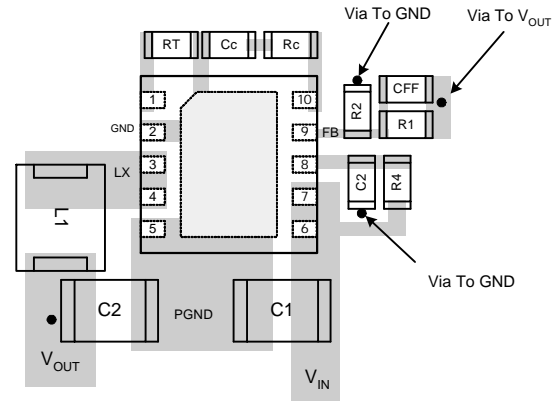 Via To GND
Via To VOUT
RT
Cc
Rc
CFF
R2
R1
1
10
GND
2
9
FB
LX
3
8
4
7
5
6
C2
R4
L1
Via To GND
C2
PGND
C1
VOUT
VIN